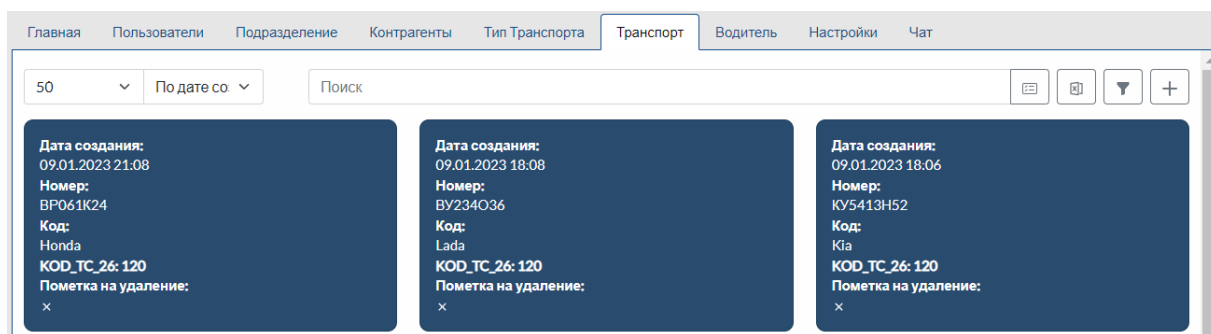 Главная Пользователи Подразделение Контрагенты Тип Транспорта Транспорт Водитель Настройки Чат
50 По дате со Поиск
Дата создания:
09.01.2023 21:08
Номер:
ВР061К24
Код:
Honda
KOD_TC_26: 120
Пометка на удаление:
×
Дата создания:
09.01.2023 18:08
Номер:
ВУ234О36
Код:
Lada
KOD_TC_26: 120
Пометка на удаление:
×
Дата создания:
09.01.2023 18:06
Номер:
КУ5413Н52
Код:
Kia
KOD_TC_26: 120
Пометка на удаление:
×